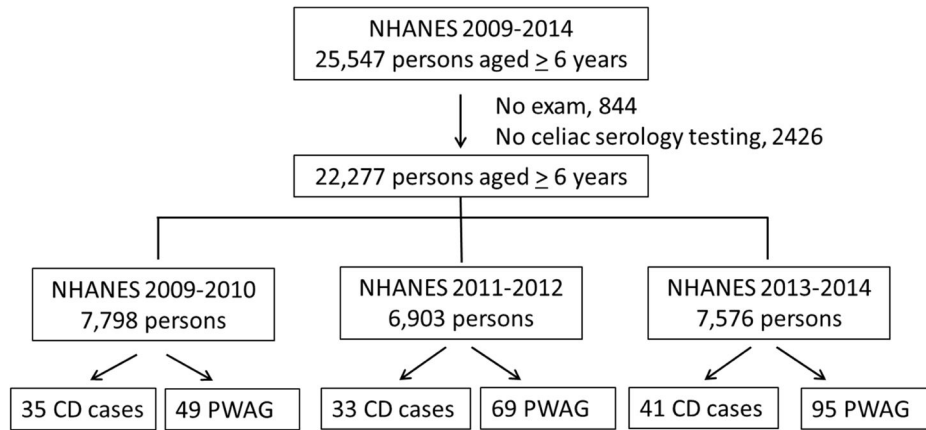 NHANES 2009-2014
25,547 persons aged ≥ 6 years
No exam, 844
No celiac serology testing, 2426
22,277 persons aged ≥ 6 years
NHANES 2009-2010
7,798 persons
NHANES 2011-2012
6,903 persons
NHANES 2013-2014
7,576 persons
35 CD cases
49 PWAG
33 CD cases
69 PWAG
41 CD cases
95 PWAG